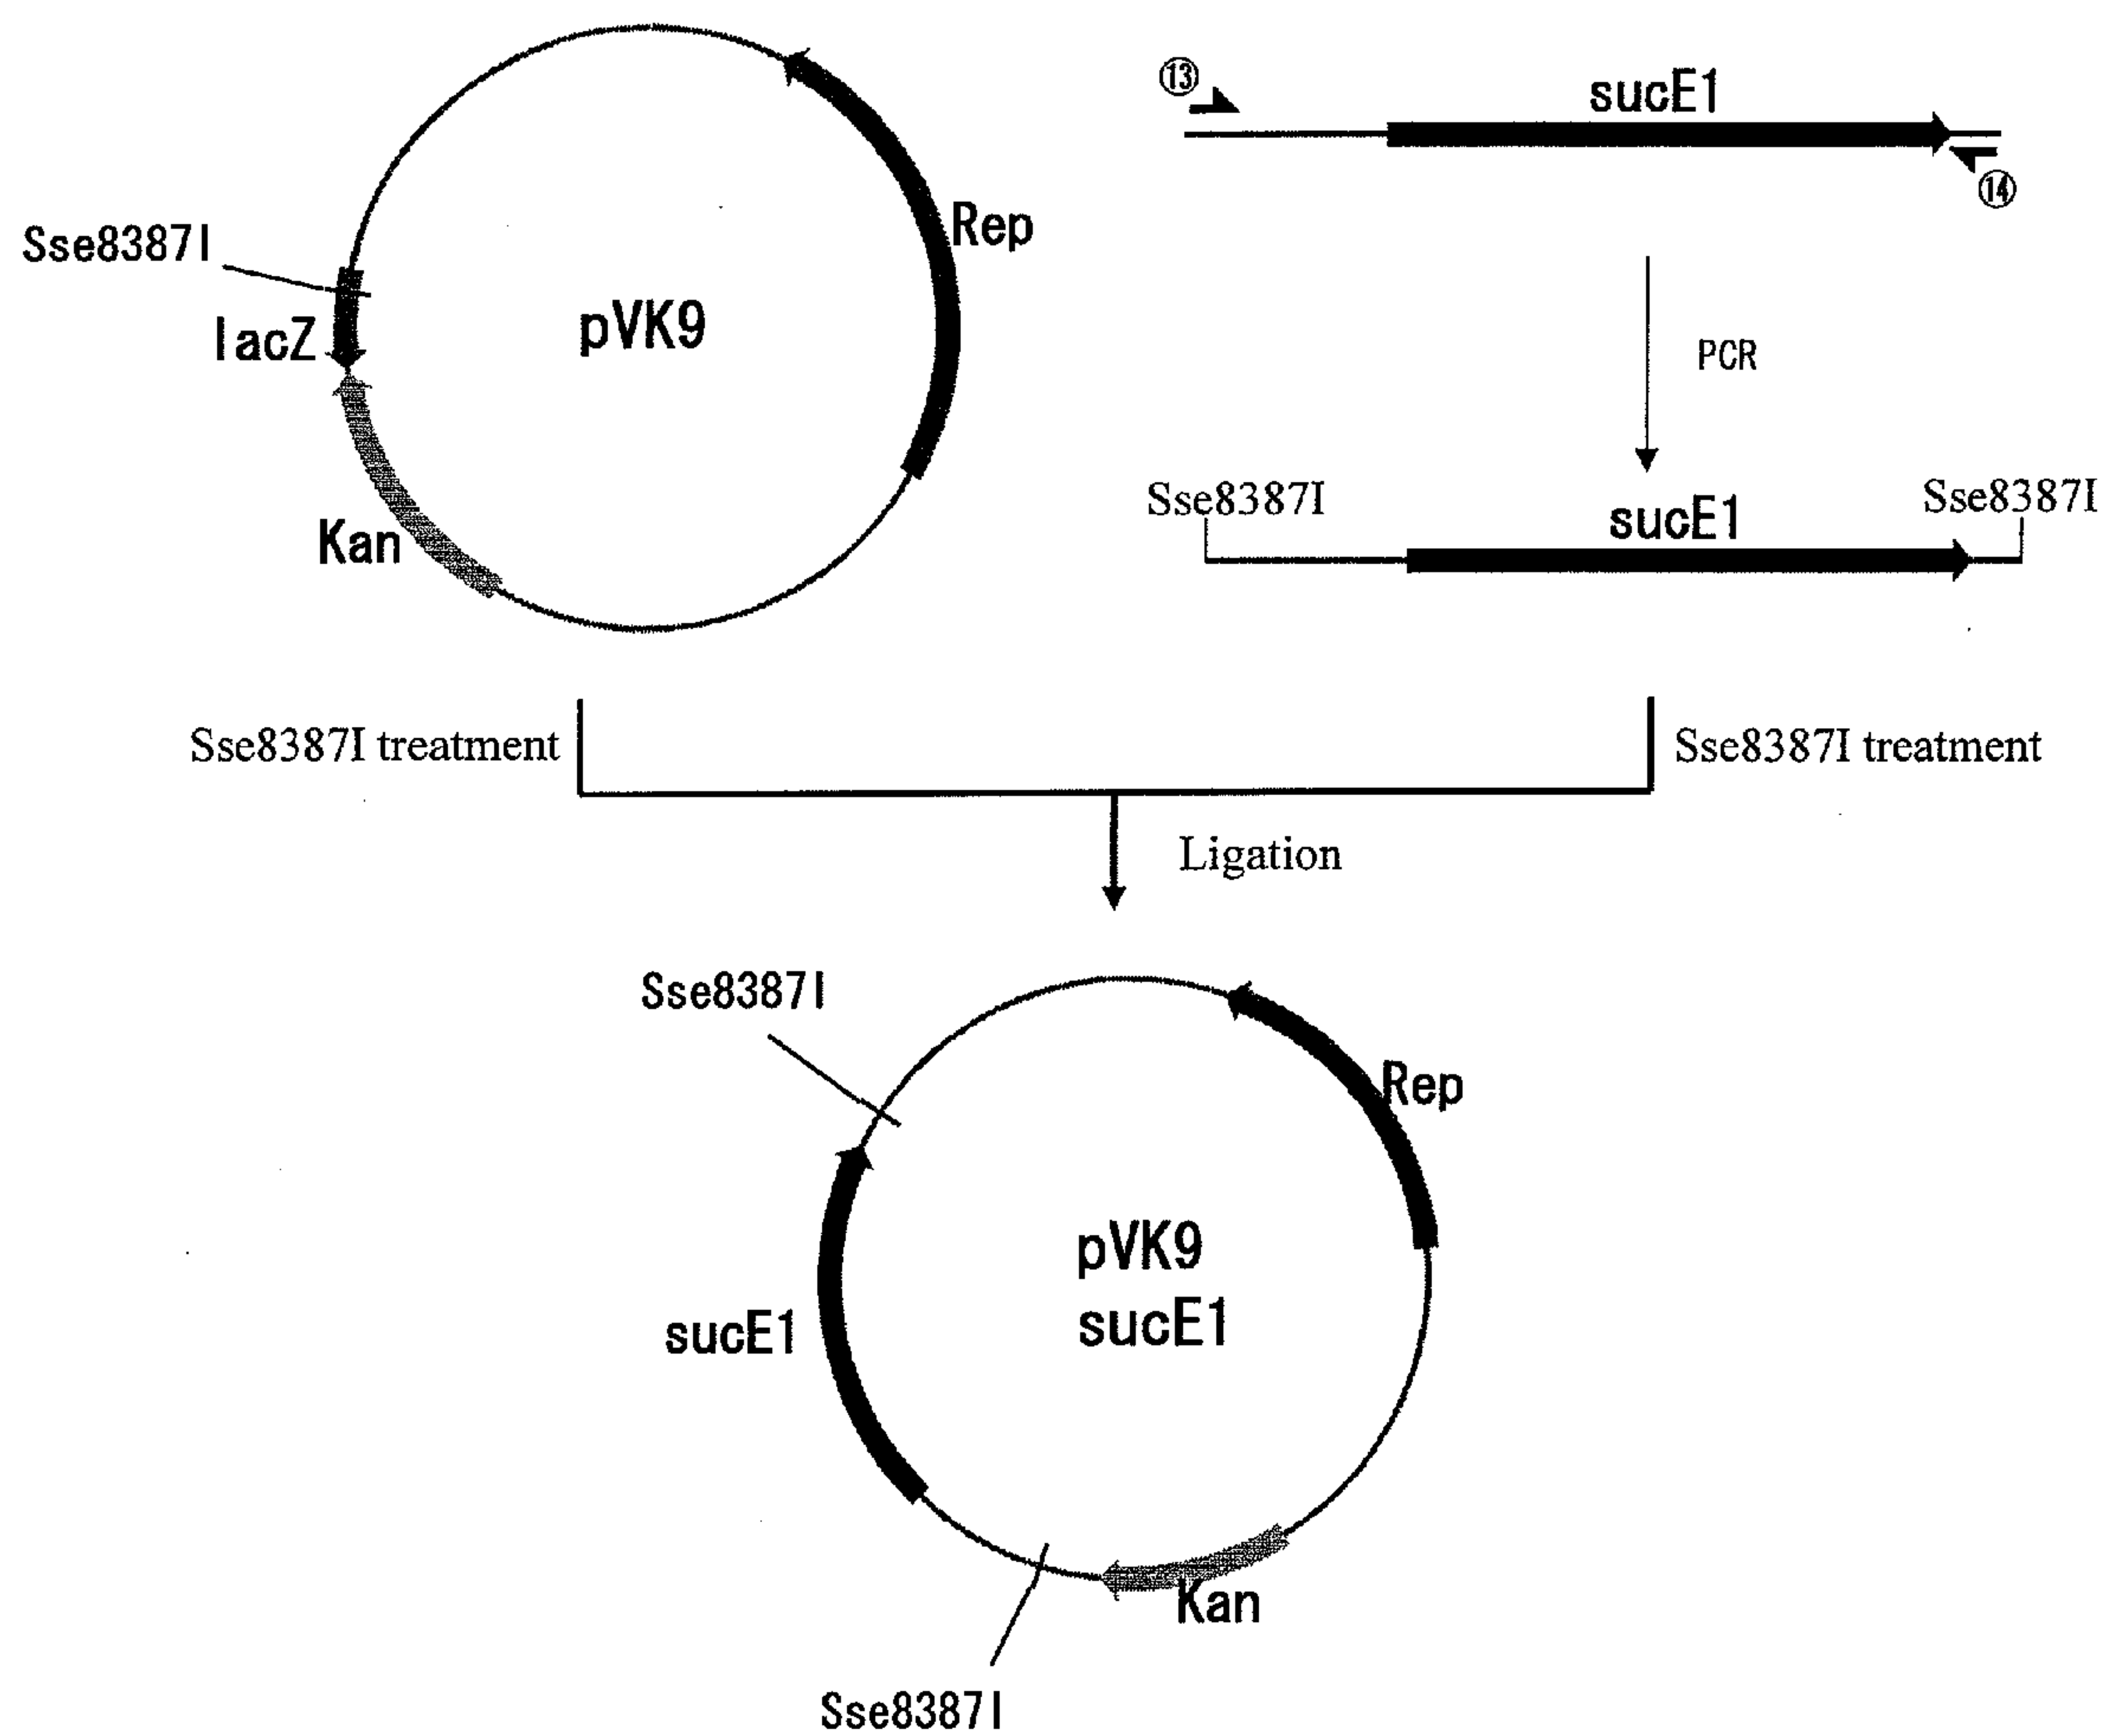 ⑬
sucE1
⑭
Rep
Sse8387I
lacZ
pVK9
PCR
Kan
Sse8387I
sucE1
Sse8387I
Sse8387I treatment
Sse8387I treatment
Ligation
Sse8387I
Rep
pVK9
sucE1
sucE1
Kan
Sse8387I